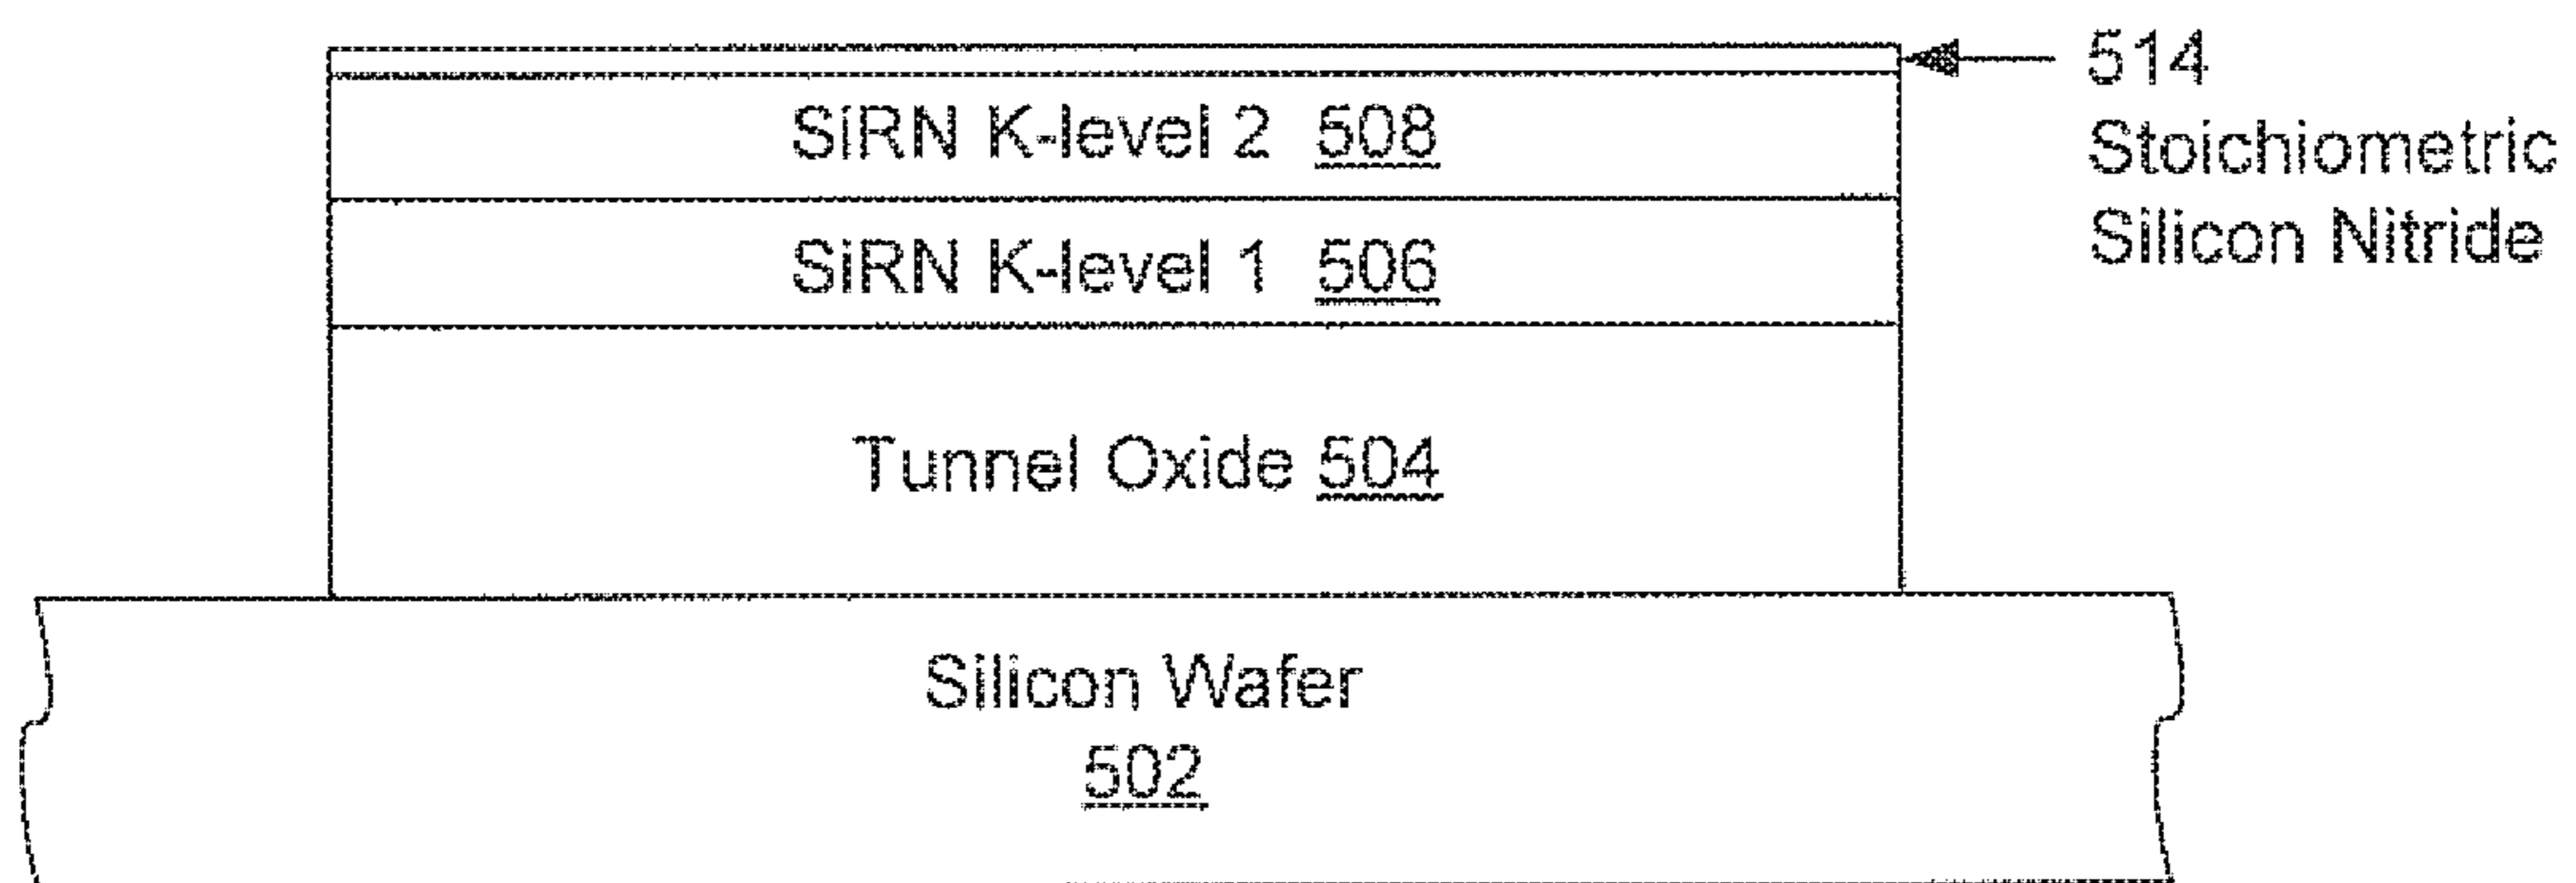 514
Stoichiometric
Silicon Nitride
SiRN K-level 2 508
SiRN K-level 1 506
Tunnel Oxide 504
Silicon Wafer
502